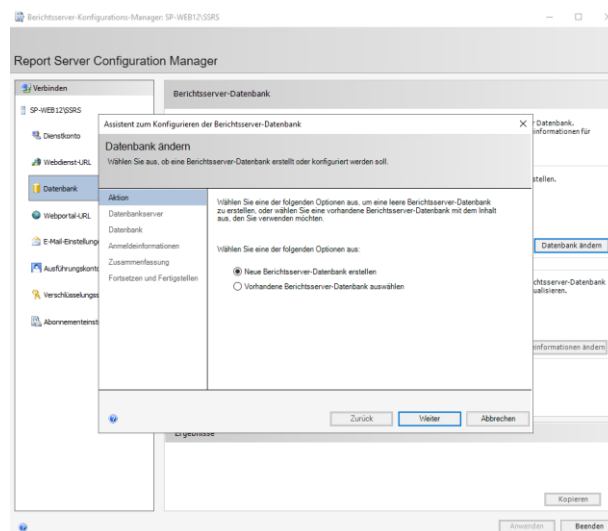 Berichtsserver-Konfigurations-Manager: SP-WEB12\SSRS
Report Server Configuration Manager
Verbinden
SP-WEB12\SSRS
Dienstkonto
Webdienst-URL
Datenbank
Webportal-URL
E-Mail-Einstellung
Ausführungskonto
Verschlüsselungss
Abonnementeinst
Berichtsserver-Datenbank
Datenbank.
informationen für
stellen.
Datenbank ändern
chtsserver-Datenbank
ualisieren.
informationen ändern
Assistent zum Konfigurieren der Berichtsserver-Datenbank
Datenbank ändern
Wählen Sie aus, ob eine Berichtsserver-Datenbank erstellt oder konfiguriert werden soll.
Aktion
Datenbankserver
Datenbank
Anmeldeinformationen
Zusammenfassung
Fortsetzen und Fertigstellen
Wählen Sie eine der folgenden Optionen aus, um eine leere Berichtsserver-Datenbank
zu erstellen, oder wählen Sie eine vorhandene Berichtsserver-Datenbank mit dem Inhalt
aus, den Sie verwenden möchten.
Wählen Sie eine der folgenden Optionen aus:
Neue Berichtsserver-Datenbank erstellen
Vorhandene Berichtsserver-Datenbank auswählen
Zurück
Weiter
Abbrechen
Ergebnisse
Kopieren
Anwenden
Beenden